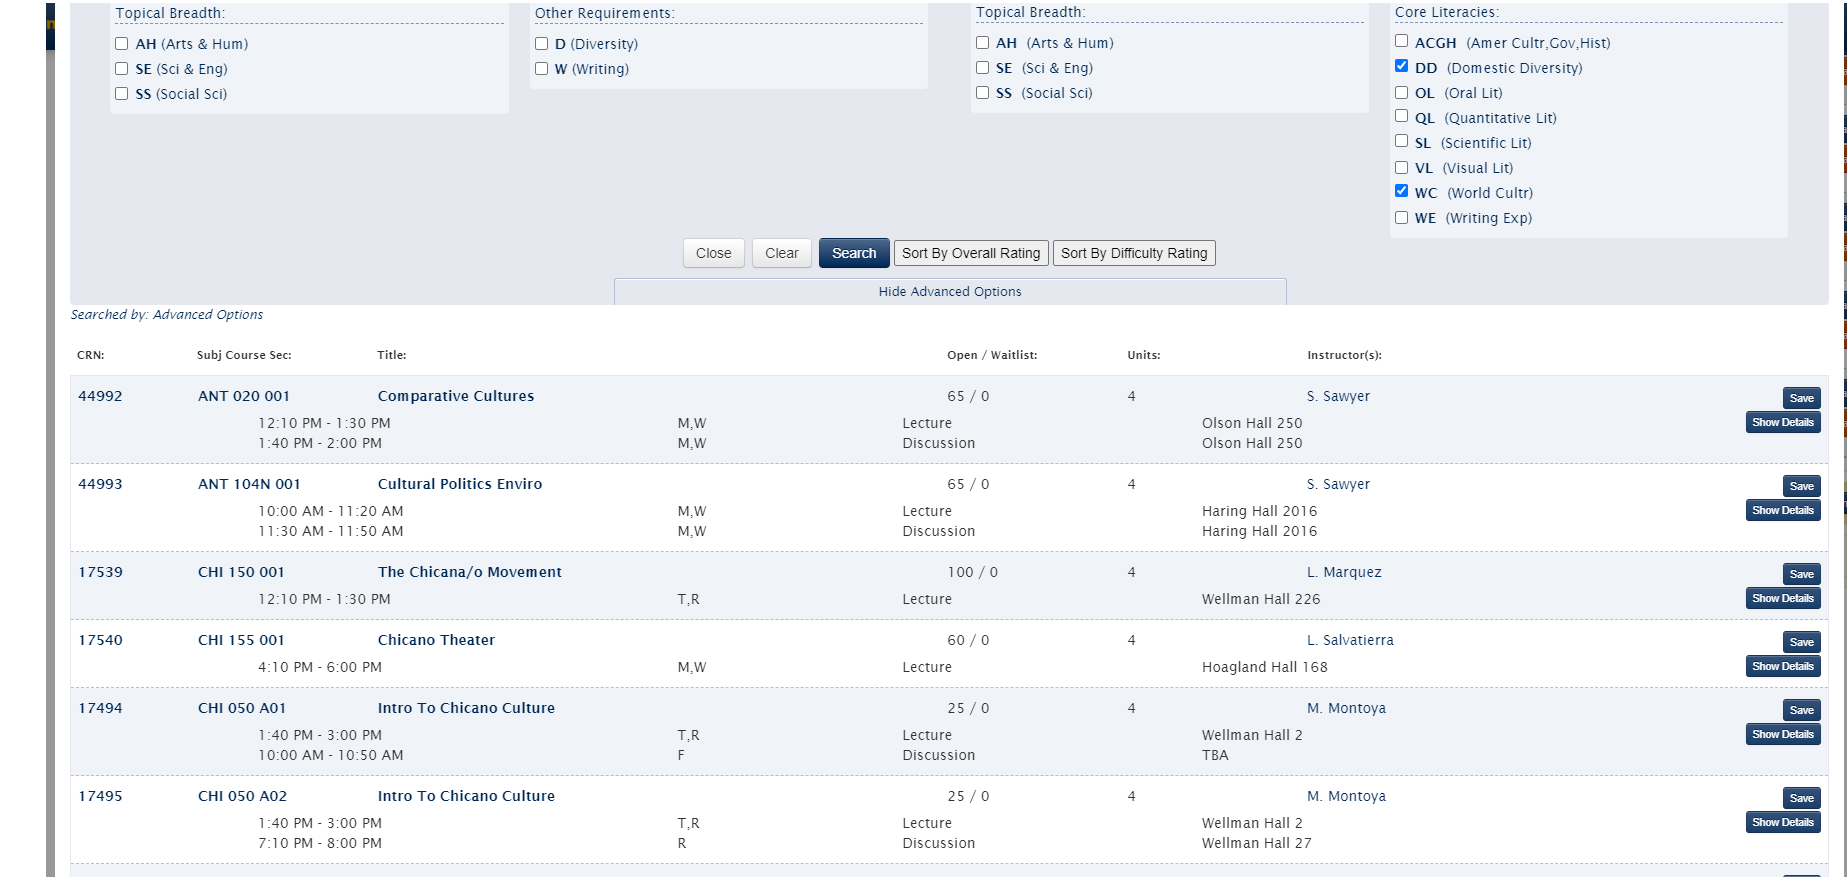 Topical Breadth:
AH (Arts & Hum)
SE (Sci & Eng)
SS (Social Sci)
Other Requirements:
D (Diversity)
W (Writing)
Topical Breadth:
AH (Arts & Hum)
SE (Sci & Eng)
SS (Social Sci)
Core Literacies:
ACGH (Amer Cultr,Gov,Hist)
DD (Domestic Diversity)
OL (Oral Lit)
QL (Quantitative Lit)
SL (Scientific Lit)
VL (Visual Lit)
WC (World Cultr)
WE (Writing Exp)
Close Clear Search Sort By Overall Rating Sort By Difficulty Rating
Hide Advanced Options
Searched by: Advanced Options
CRN: Subj Course Sec: Title: Open / Waitlist: Units: Instructor(s):
44992 ANT 020 001 Comparative Cultures 65 / 0 4 S. Sawyer Save
12:10 PM - 1:30 PM M,W Lecture Olson Hall 250 Show Details
1:40 PM - 2:00 PM M,W Discussion Olson Hall 250
44993 ANT 104N 001 Cultural Politics Enviro 65 / 0 4 S. Sawyer Save
10:00 AM - 11:20 AM M,W Lecture Haring Hall 2016 Show Details
11:30 AM - 11:50 AM M,W Discussion Haring Hall 2016
17539 CHI 150 001 The Chicana/o Movement 100 / 0 4 L. Marquez Save
12:10 PM - 1:30 PM T,R Lecture Wellman Hall 226 Show Details
17540 CHI 155 001 Chicano Theater 60 / 0 4 L. Salvatierra Save
4:10 PM - 6:00 PM M,W Lecture Hoagland Hall 168 Show Details
17494 CHI 050 A01 Intro To Chicano Culture 25 / 0 4 M. Montoya Save
1:40 PM - 3:00 PM T,R Lecture Wellman Hall 2 Show Details
10:00 AM - 10:50 AM F Discussion TBA
17495 CHI 050 A02 Intro To Chicano Culture 25 / 0 4 M. Montoya Save
1:40 PM - 3:00 PM T,R Lecture Wellman Hall 2 Show Details
7:10 PM - 8:00 PM R Discussion Wellman Hall 27